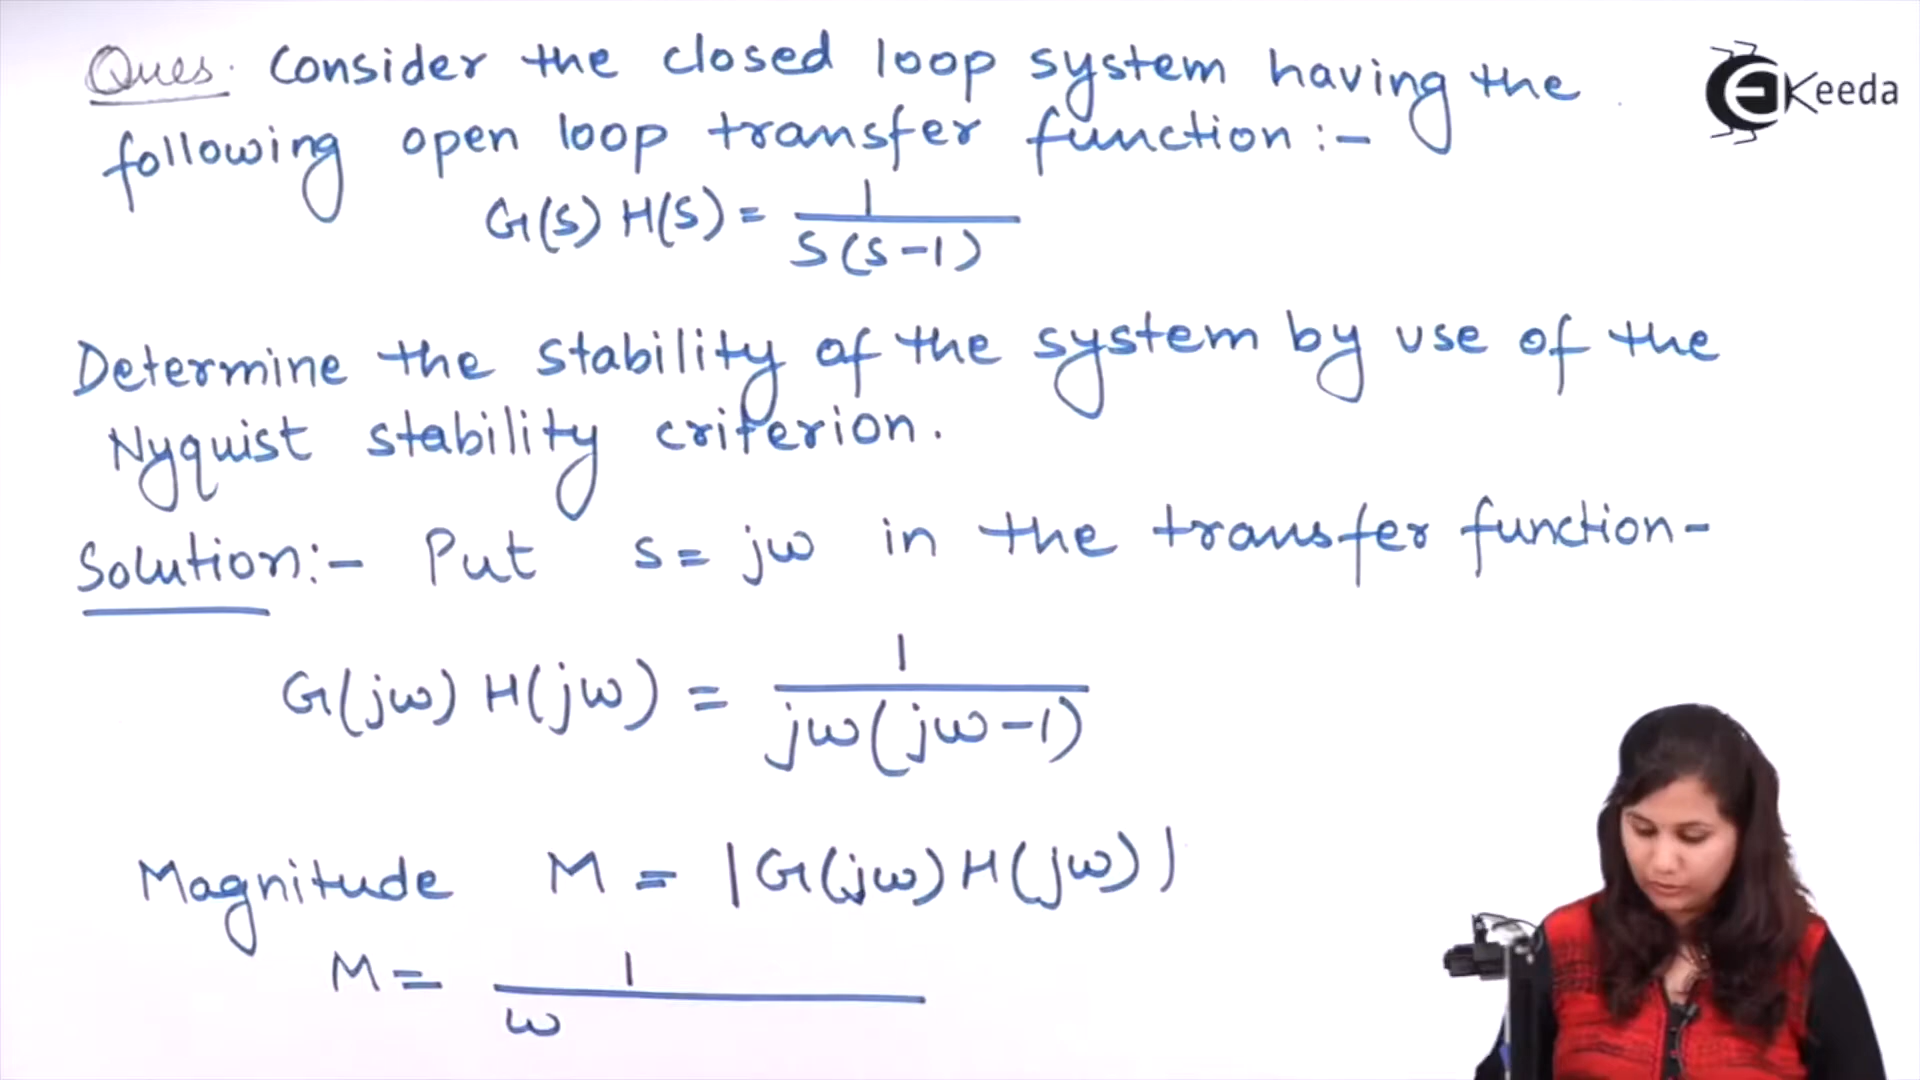 Ques. Consider the closed loop system having the
following open loop transfer function :-
G(s) H(s) = 1 / s(s-1)
Determine the stability of the system by use of the
Nyquist stability criterion.
Solution:- Put s = jω in the transfer function-
G(jω) H(jω) = 1 / jω(jω-1)
Magnitude M = |G(jω) H(jω)|
M = 1 / ω
EKeeda